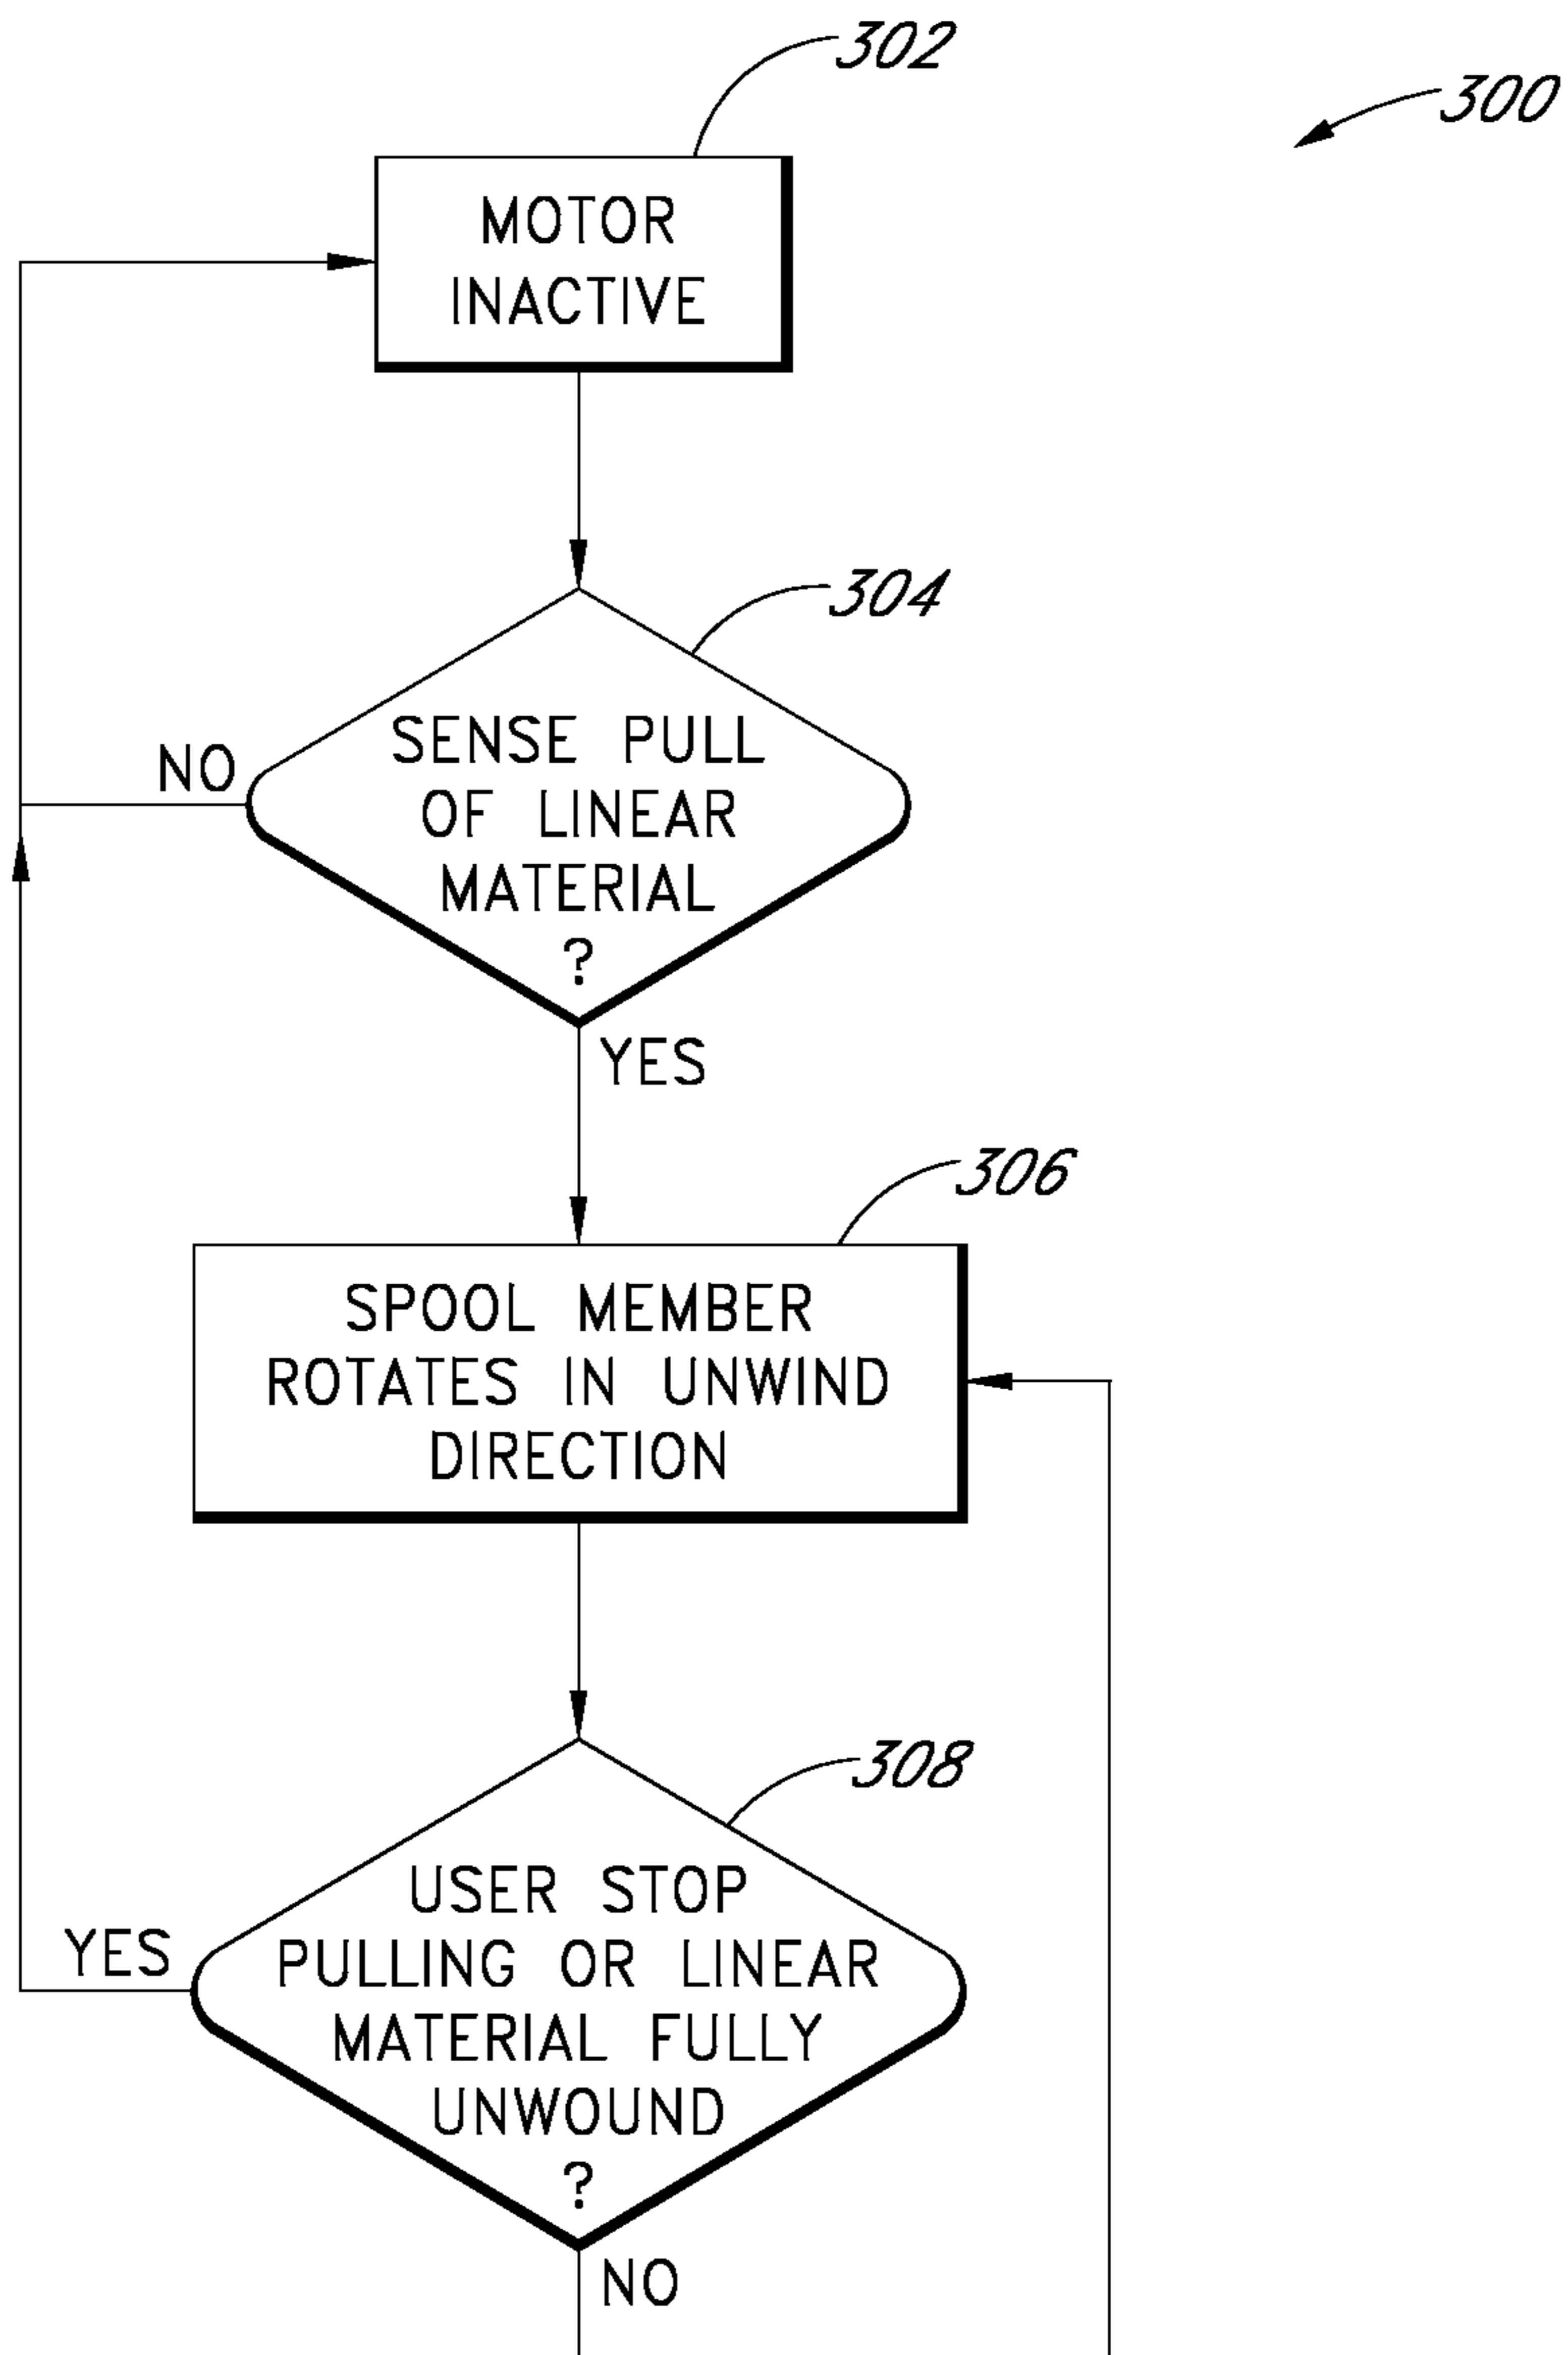 302
300
MOTOR
INACTIVE
304
SENSE PULL
OF LINEAR
MATERIAL
?
NO
YES
306
SPOOL MEMBER
ROTATES IN UNWIND
DIRECTION
308
USER STOP
PULLING OR LINEAR
MATERIAL FULLY
UNWOUND
?
YES
NO